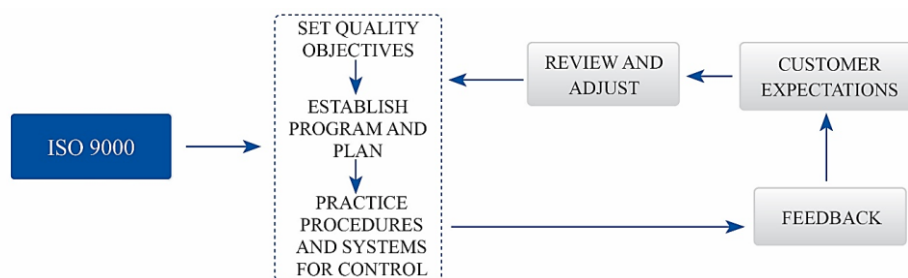 ISO 9000
SET QUALITY
OBJECTIVES
ESTABLISH
PROGRAM AND
PLAN
PRACTICE
PROCEDURES
AND SYSTEMS
FOR CONTROL
REVIEW AND
ADJUST
CUSTOMER
EXPECTATIONS
FEEDBACK